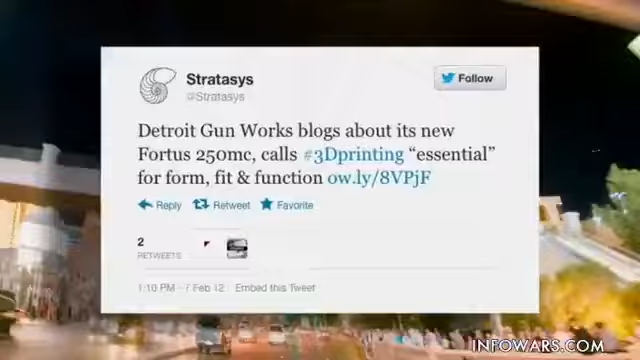 Stratasys
@Stratasys
Follow
Detroit Gun Works blogs about its new
Fortus 250mc, calls #3Dprinting “essential”
for form, fit & function ow.ly/8VPjF
Reply Retweet Favorite
2
RETWEETS
1:10 PM - 7 Feb 12 · Embed this Tweet
INFOWARS.COM